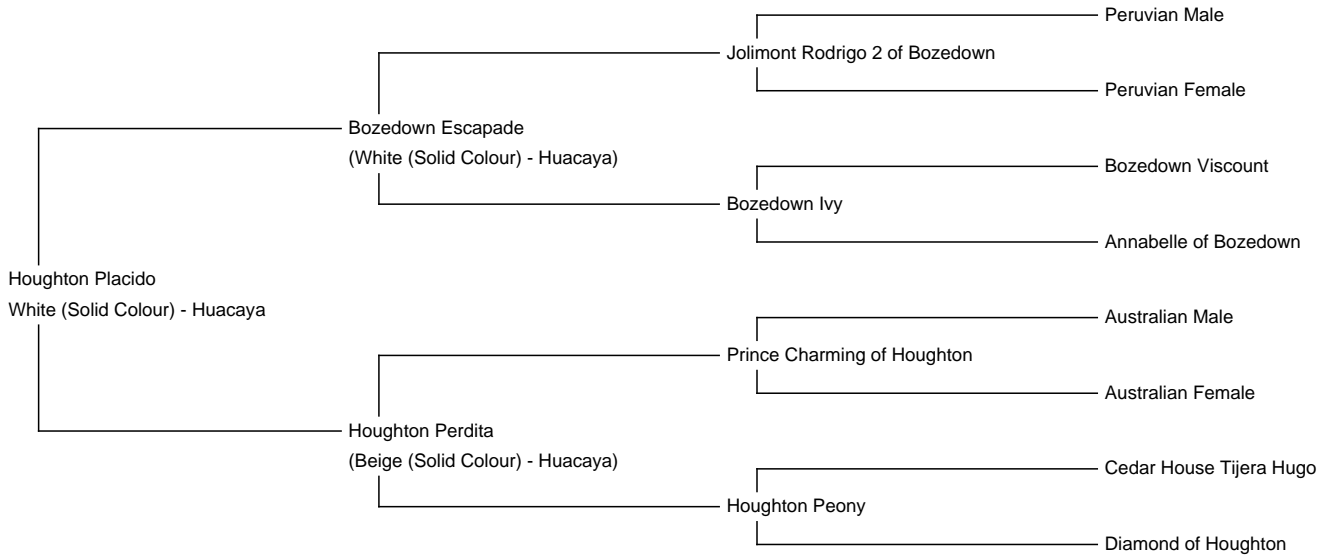 Peruvian Male
Jolimont Rodrigo 2 of Bozedown
Peruvian Female
Bozedown Escapade
(White (Solid Colour) - Huacaya)
Bozedown Viscount
Bozedown Ivy
Annabelle of Bozedown
Houghton Placido
White (Solid Colour) - Huacaya
Australian Male
Prince Charming of Houghton
Australian Female
Houghton Perdita
(Beige (Solid Colour) - Huacaya)
Cedar House Tijera Hugo
Houghton Peony
Diamond of Houghton